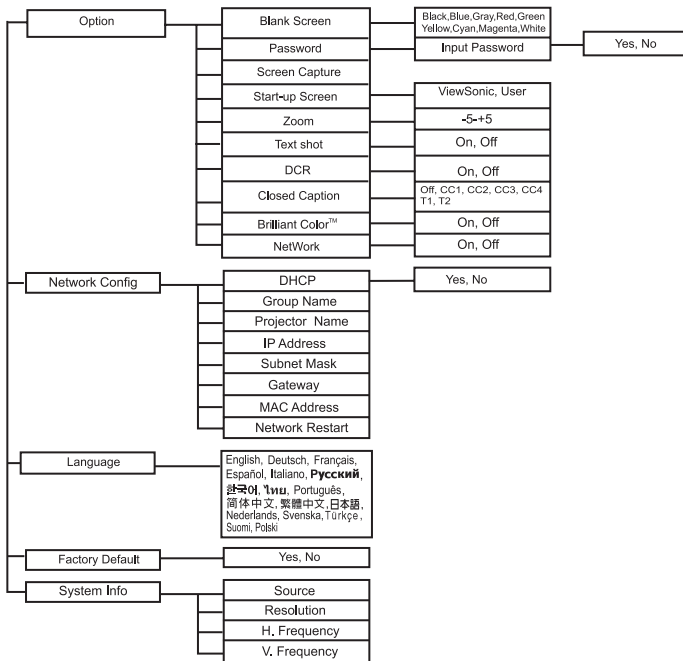 Option
Blank Screen
Black,Blue,Gray,Red,Green
Yellow,Cyan,Magenta,White
Password
Input Password
Yes, No
Screen Capture
Start-up Screen
ViewSonic, User
Zoom
-5-+5
Text shot
On, Off
DCR
On, Off
Closed Caption
Off, CC1, CC2, CC3, CC4
T1, T2
Brilliant Color™
On, Off
NetWork
On, Off
Network Config
DHCP
Yes, No
Group Name
Projector Name
IP Address
Subnet Mask
Gateway
MAC Address
Network Restart
Language
English, Deutsch, Français,
Español, Italiano, Русский,
한국어, ไทย, Português,
简体中文, 繁體中文, 日本語,
Nederlands, Svenska, Türkçe,
Suomi, Polski
Factory Default
Yes, No
System Info
Source
Resolution
H. Frequency
V. Frequency